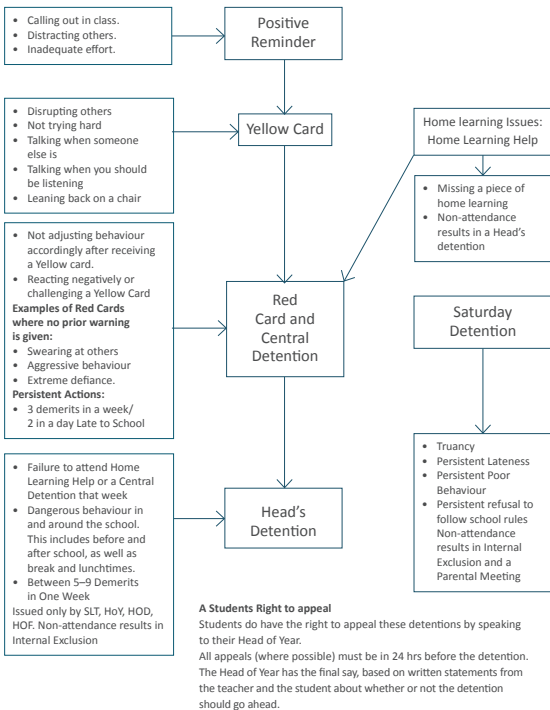 • Calling out in class.
• Distracting others.
• Inadequate effort.
Positive
Reminder
• Disrupting others
• Not trying hard
• Talking when someone
else is
• Talking when you should
be listening
• Leaning back on a chair
Yellow Card
Home learning Issues:
Home Learning Help
• Missing a piece of
home learning
• Non-attendance
results in a Head's
detention
• Not adjusting behaviour
accordingly after receiving
a Yellow card.
• Reacting negatively or
challenging a Yellow Card
Examples of Red Cards
where no prior warning
is given:
• Swearing at others
• Aggressive behaviour
• Extreme defiance.
Persistent Actions:
• 3 demerits in a week/
2 in a day Late to School
Red
Card and
Central
Detention
Saturday
Detention
• Truancy
• Persistent Lateness
• Persistent Poor
Behaviour
• Persistent refusal to
follow school rules
Non-attendance
results in Internal
Exclusion and a
Parental Meeting
• Failure to attend Home
Learning Help or a Central
Detention that week
• Dangerous behaviour in
and around the school.
This includes before and
after school, as well as
break and lunchtimes.
• Between 5–9 Demerits
in One Week
Issued only by SLT, HoY, HOD,
HOF. Non-attendance results in
Internal Exclusion
Head's
Detention
A Students Right to appeal
Students do have the right to appeal these detentions by speaking
to their Head of Year.
All appeals (where possible) must be in 24 hrs before the detention.
The Head of Year has the final say, based on written statements from
the teacher and the student about whether or not the detention
should go ahead.